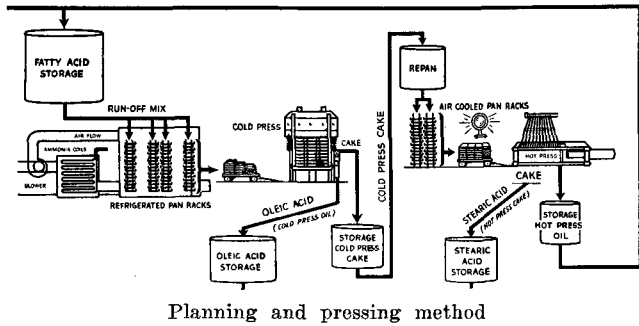 FATTY ACID
STORAGE
RUN-OFF MIX
AIR FLOW
AMMONIA COILS
BLOWER
REFRIGERATED PAN RACKS
COLD PRESS
CAKE
OLEIC ACID
(COLD PRESS OIL)
OLEIC ACID
STORAGE
STORAGE
COLD PRESS
CAKE
COLD PRESS CAKE
REPAN
AIR COOLED PAN RACKS
HOT PRESS
CAKE
STEARIC ACID
(HOT PRESS CAKE)
STEARIC
ACID
STORAGE
STORAGE
HOT PRESS
OIL
Planning and pressing method